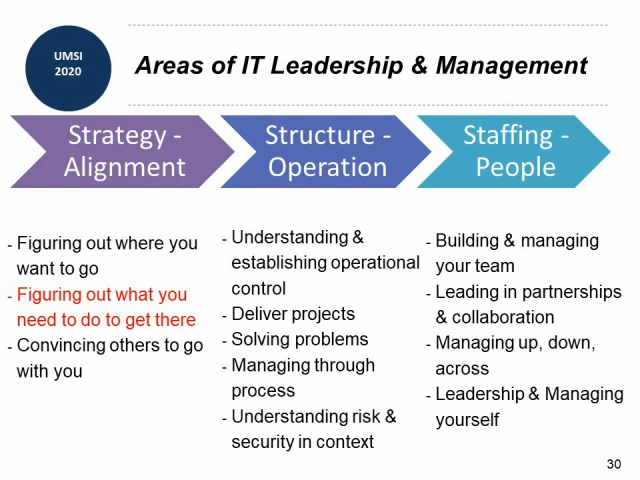 UMSI
2020
Areas of IT Leadership & Management
Strategy -
Alignment
Structure -
Operation
Staffing -
People
- Figuring out where you
want to go
- Figuring out what you
need to do to get there
- Convincing others to go
with you
- Understanding &
establishing operational
control
- Deliver projects
- Solving problems
- Managing through
process
- Understanding risk &
security in context
- Building & managing
your team
- Leading in partnerships
& collaboration
- Managing up, down,
across
- Leadership & Managing
yourself
30